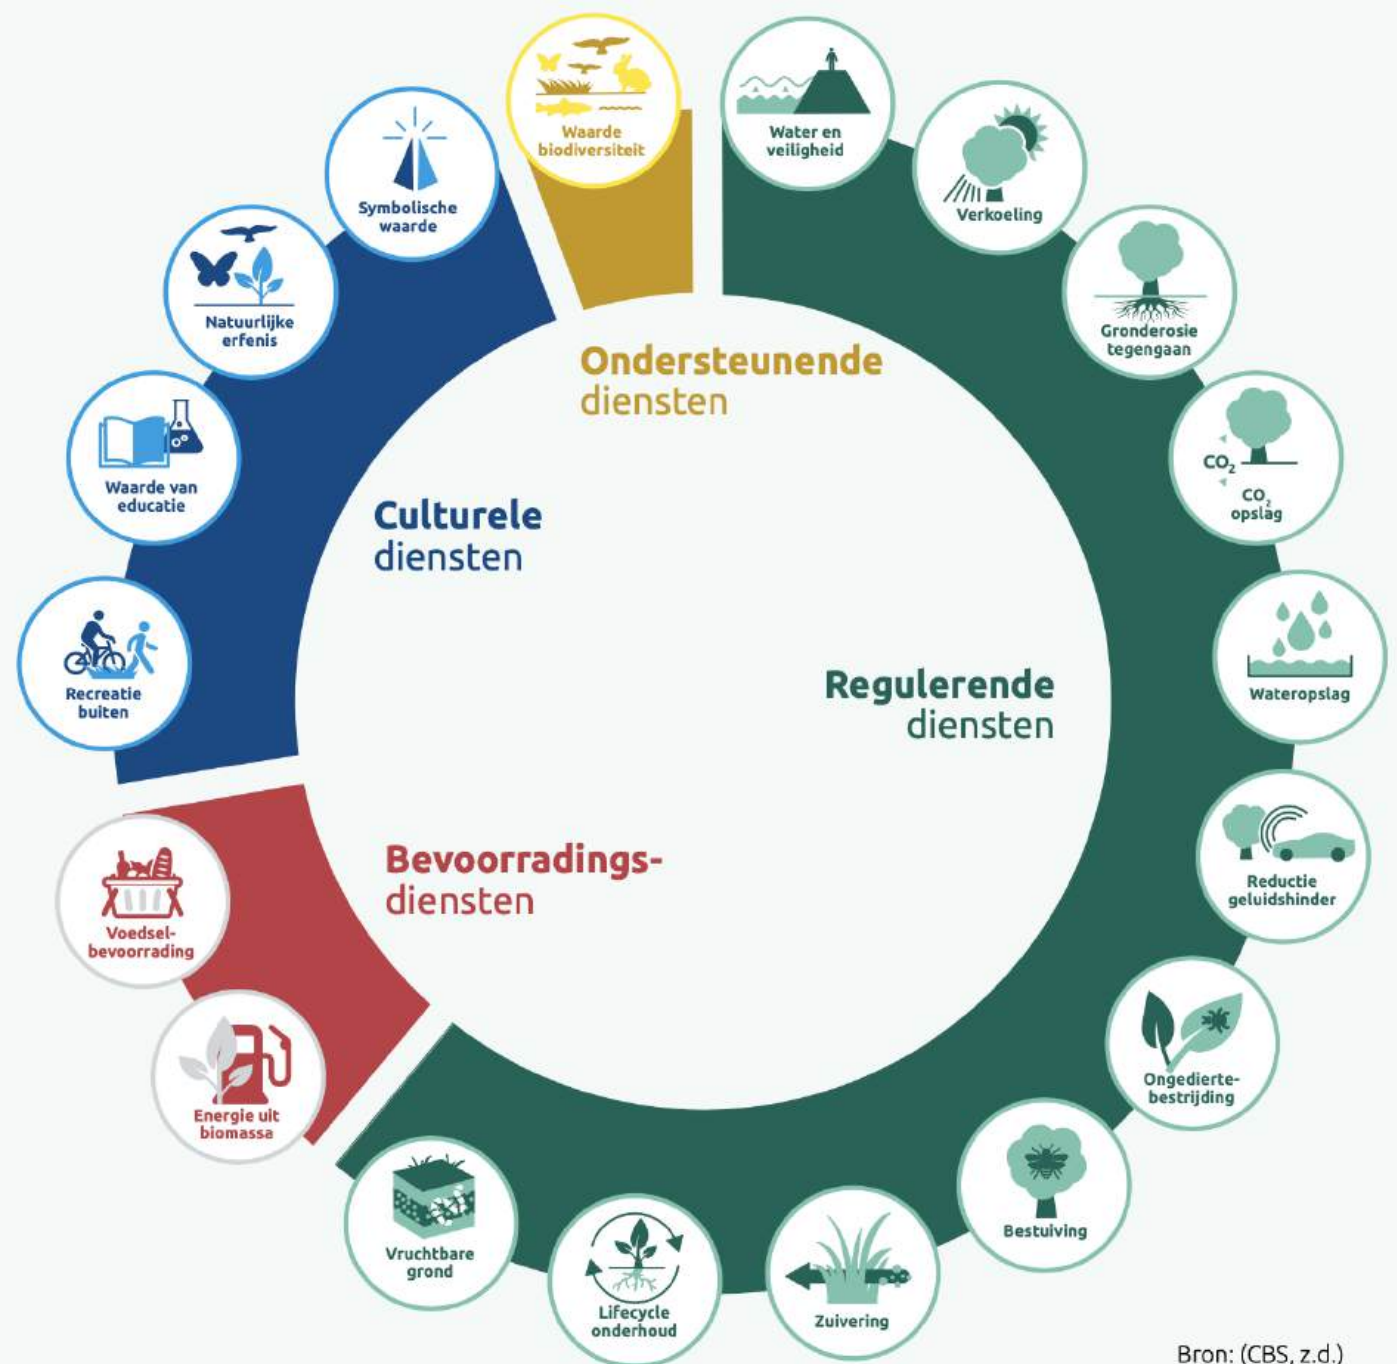 Waarde
biodiversiteit
Water en
veiligheid
Verkoeling
Gronderosie
tegengaan
CO₂
CO₂
opslag
Wateropslag
Reductie
geluidshinder
Ongedierte-
bestrijding
Bestuiving
Zuivering
Lifecycle
onderhoud
Vruchtbare
grond
Energie uit
biomassa
Voedsel-
bevoorrading
Recreatie
buiten
Waarde van
educatie
Natuurlijke
erfenis
Symbolische
waarde
Ondersteunende
diensten
Culturele
diensten
Regulerende
diensten
Bevoorradings-
diensten
Bron: (CBS, z.d.)